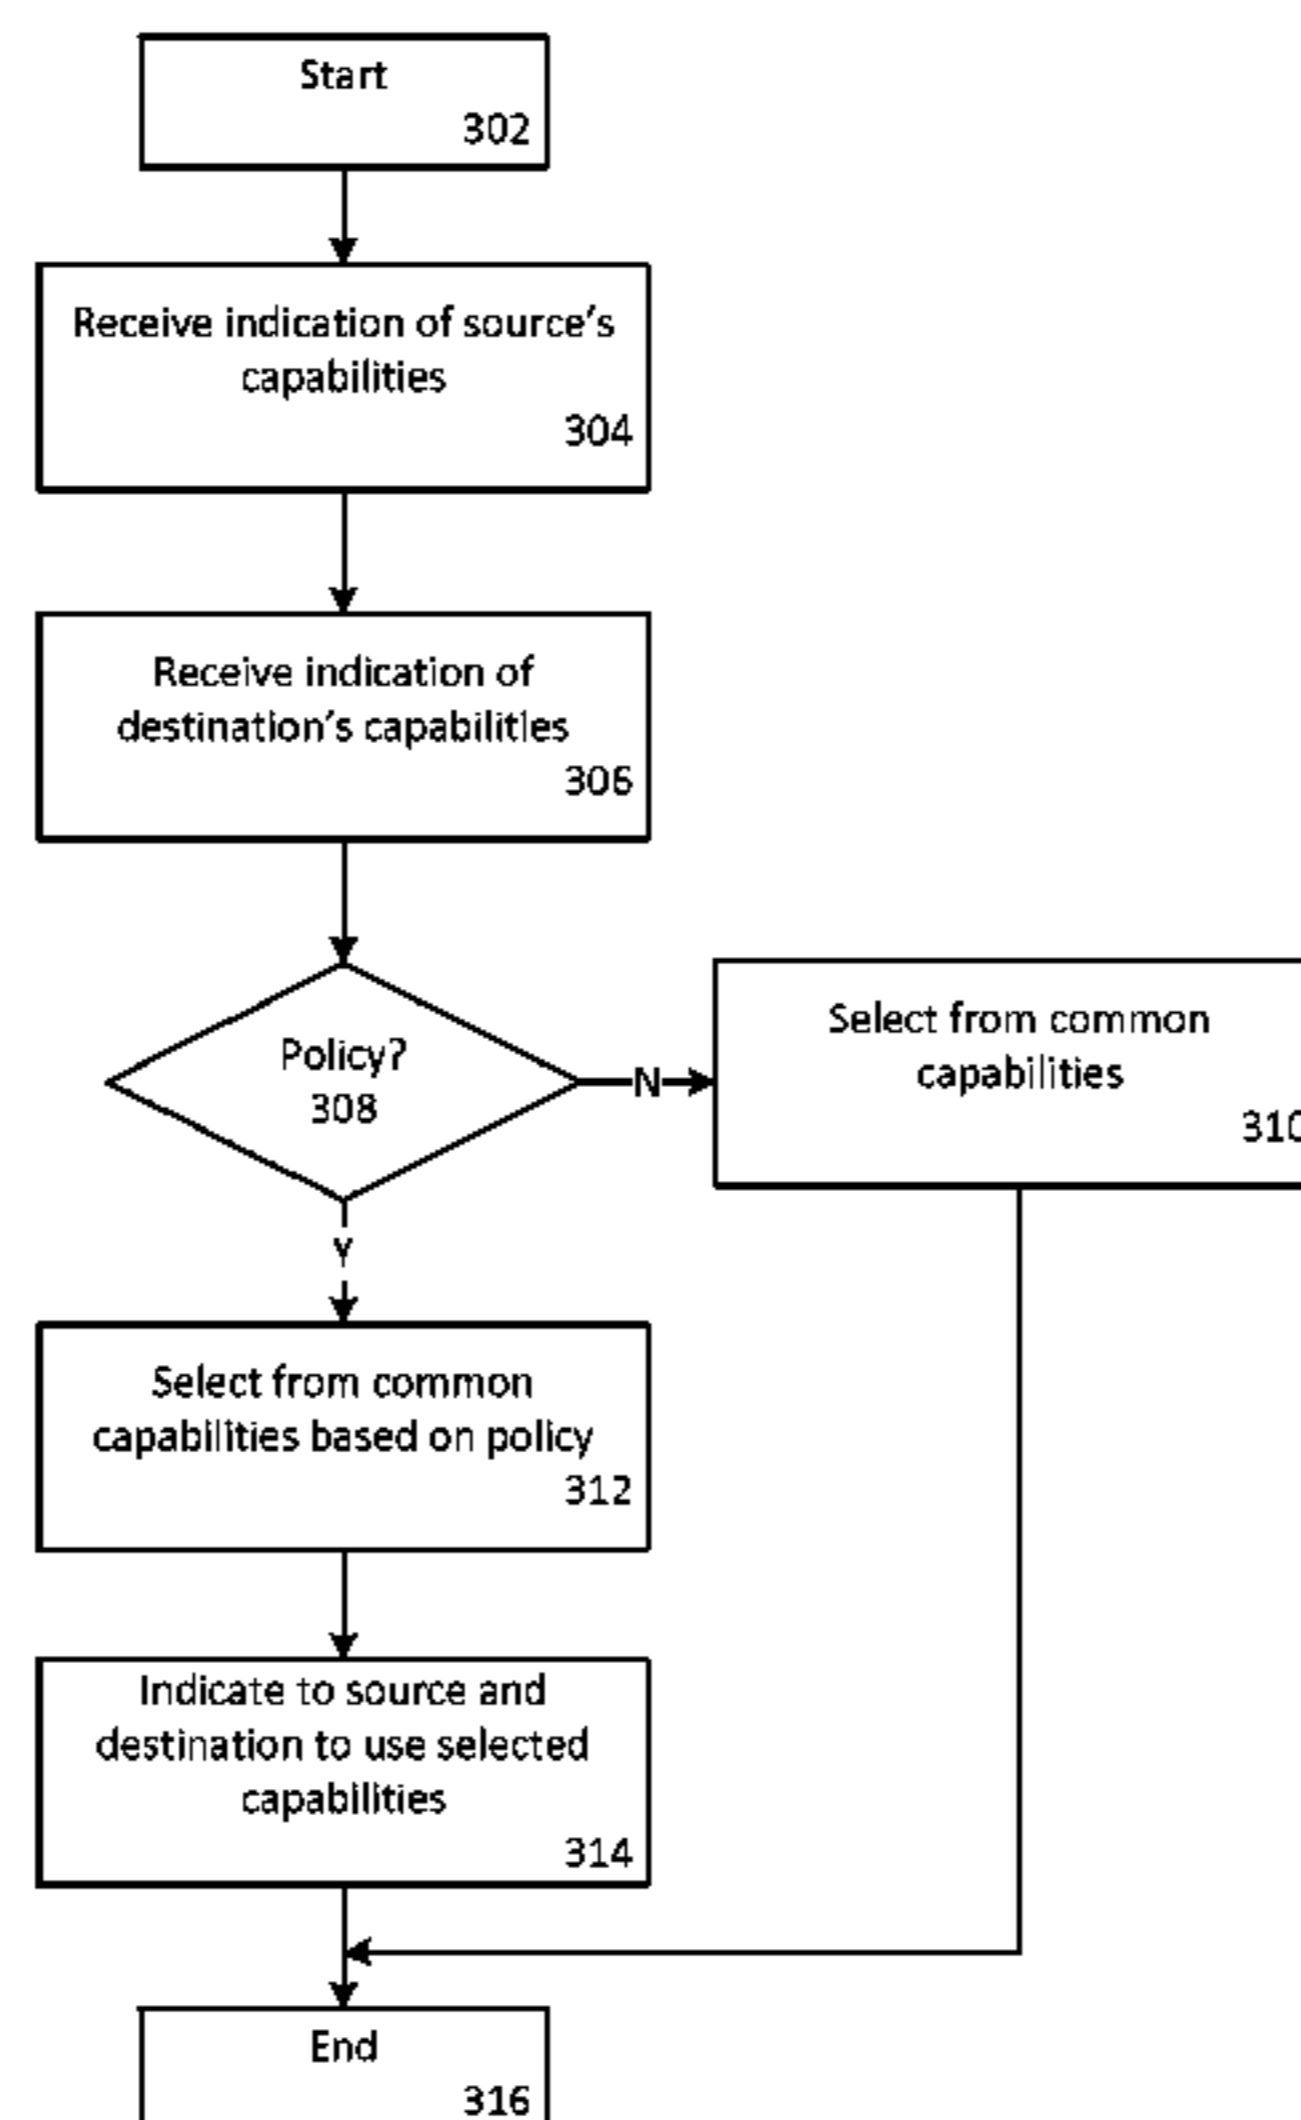 Start
302
Receive indication of source's
capabilities
304
Receive indication of
destination's capabilities
306
Policy?
308
N
Select from common
capabilities
310
Y
Select from common
capabilities based on policy
312
Indicate to source and
destination to use selected
capabilities
314
End
316